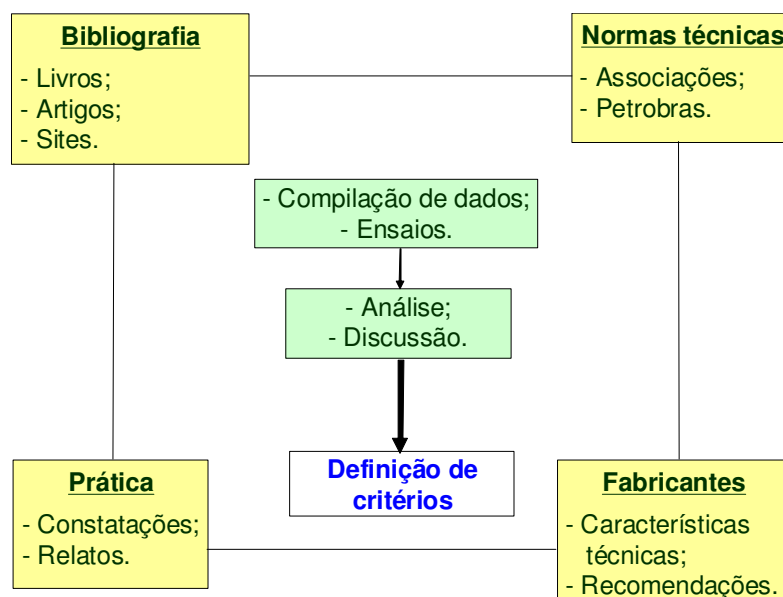 Bibliografia
- Livros;
- Artigos;
- Sites.
Normas técnicas
- Associações;
- Petrobras.
- Compilação de dados;
- Ensaios.
- Análise;
- Discussão.
Definição de
critérios
Prática
- Constatações;
- Relatos.
Fabricantes
- Características
técnicas;
- Recomendações.